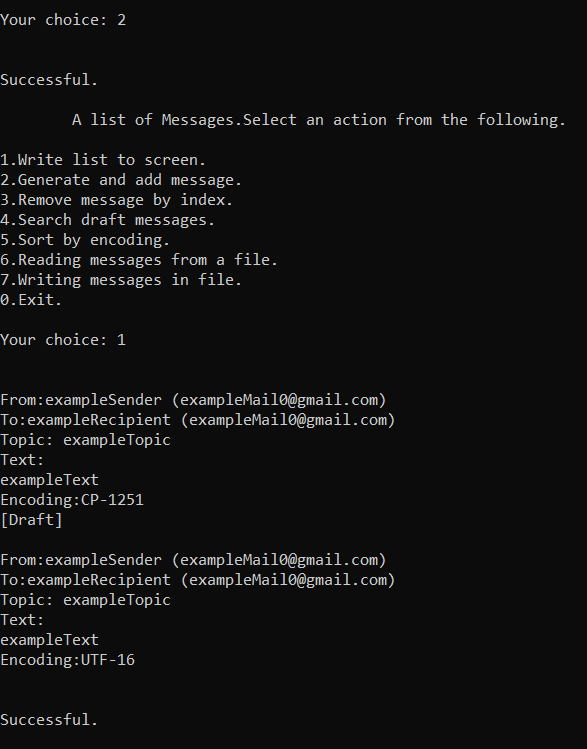 Your choice: 2
Successful.
A list of Messages.Select an action from the following.
1.Write list to screen.
2.Generate and add message.
3.Remove message by index.
4.Search draft messages.
5.Sort by encoding.
6.Reading messages from a file.
7.Writing messages in file.
0.Exit.
Your choice: 1
From:exampleSender (exampleMail0@gmail.com)
To:exampleRecipient (exampleMail0@gmail.com)
Topic: exampleTopic
Text:
exampleText
Encoding:CP-1251
[Draft]
From:exampleSender (exampleMail0@gmail.com)
To:exampleRecipient (exampleMail0@gmail.com)
Topic: exampleTopic
Text:
exampleText
Encoding:UTF-16
Successful.